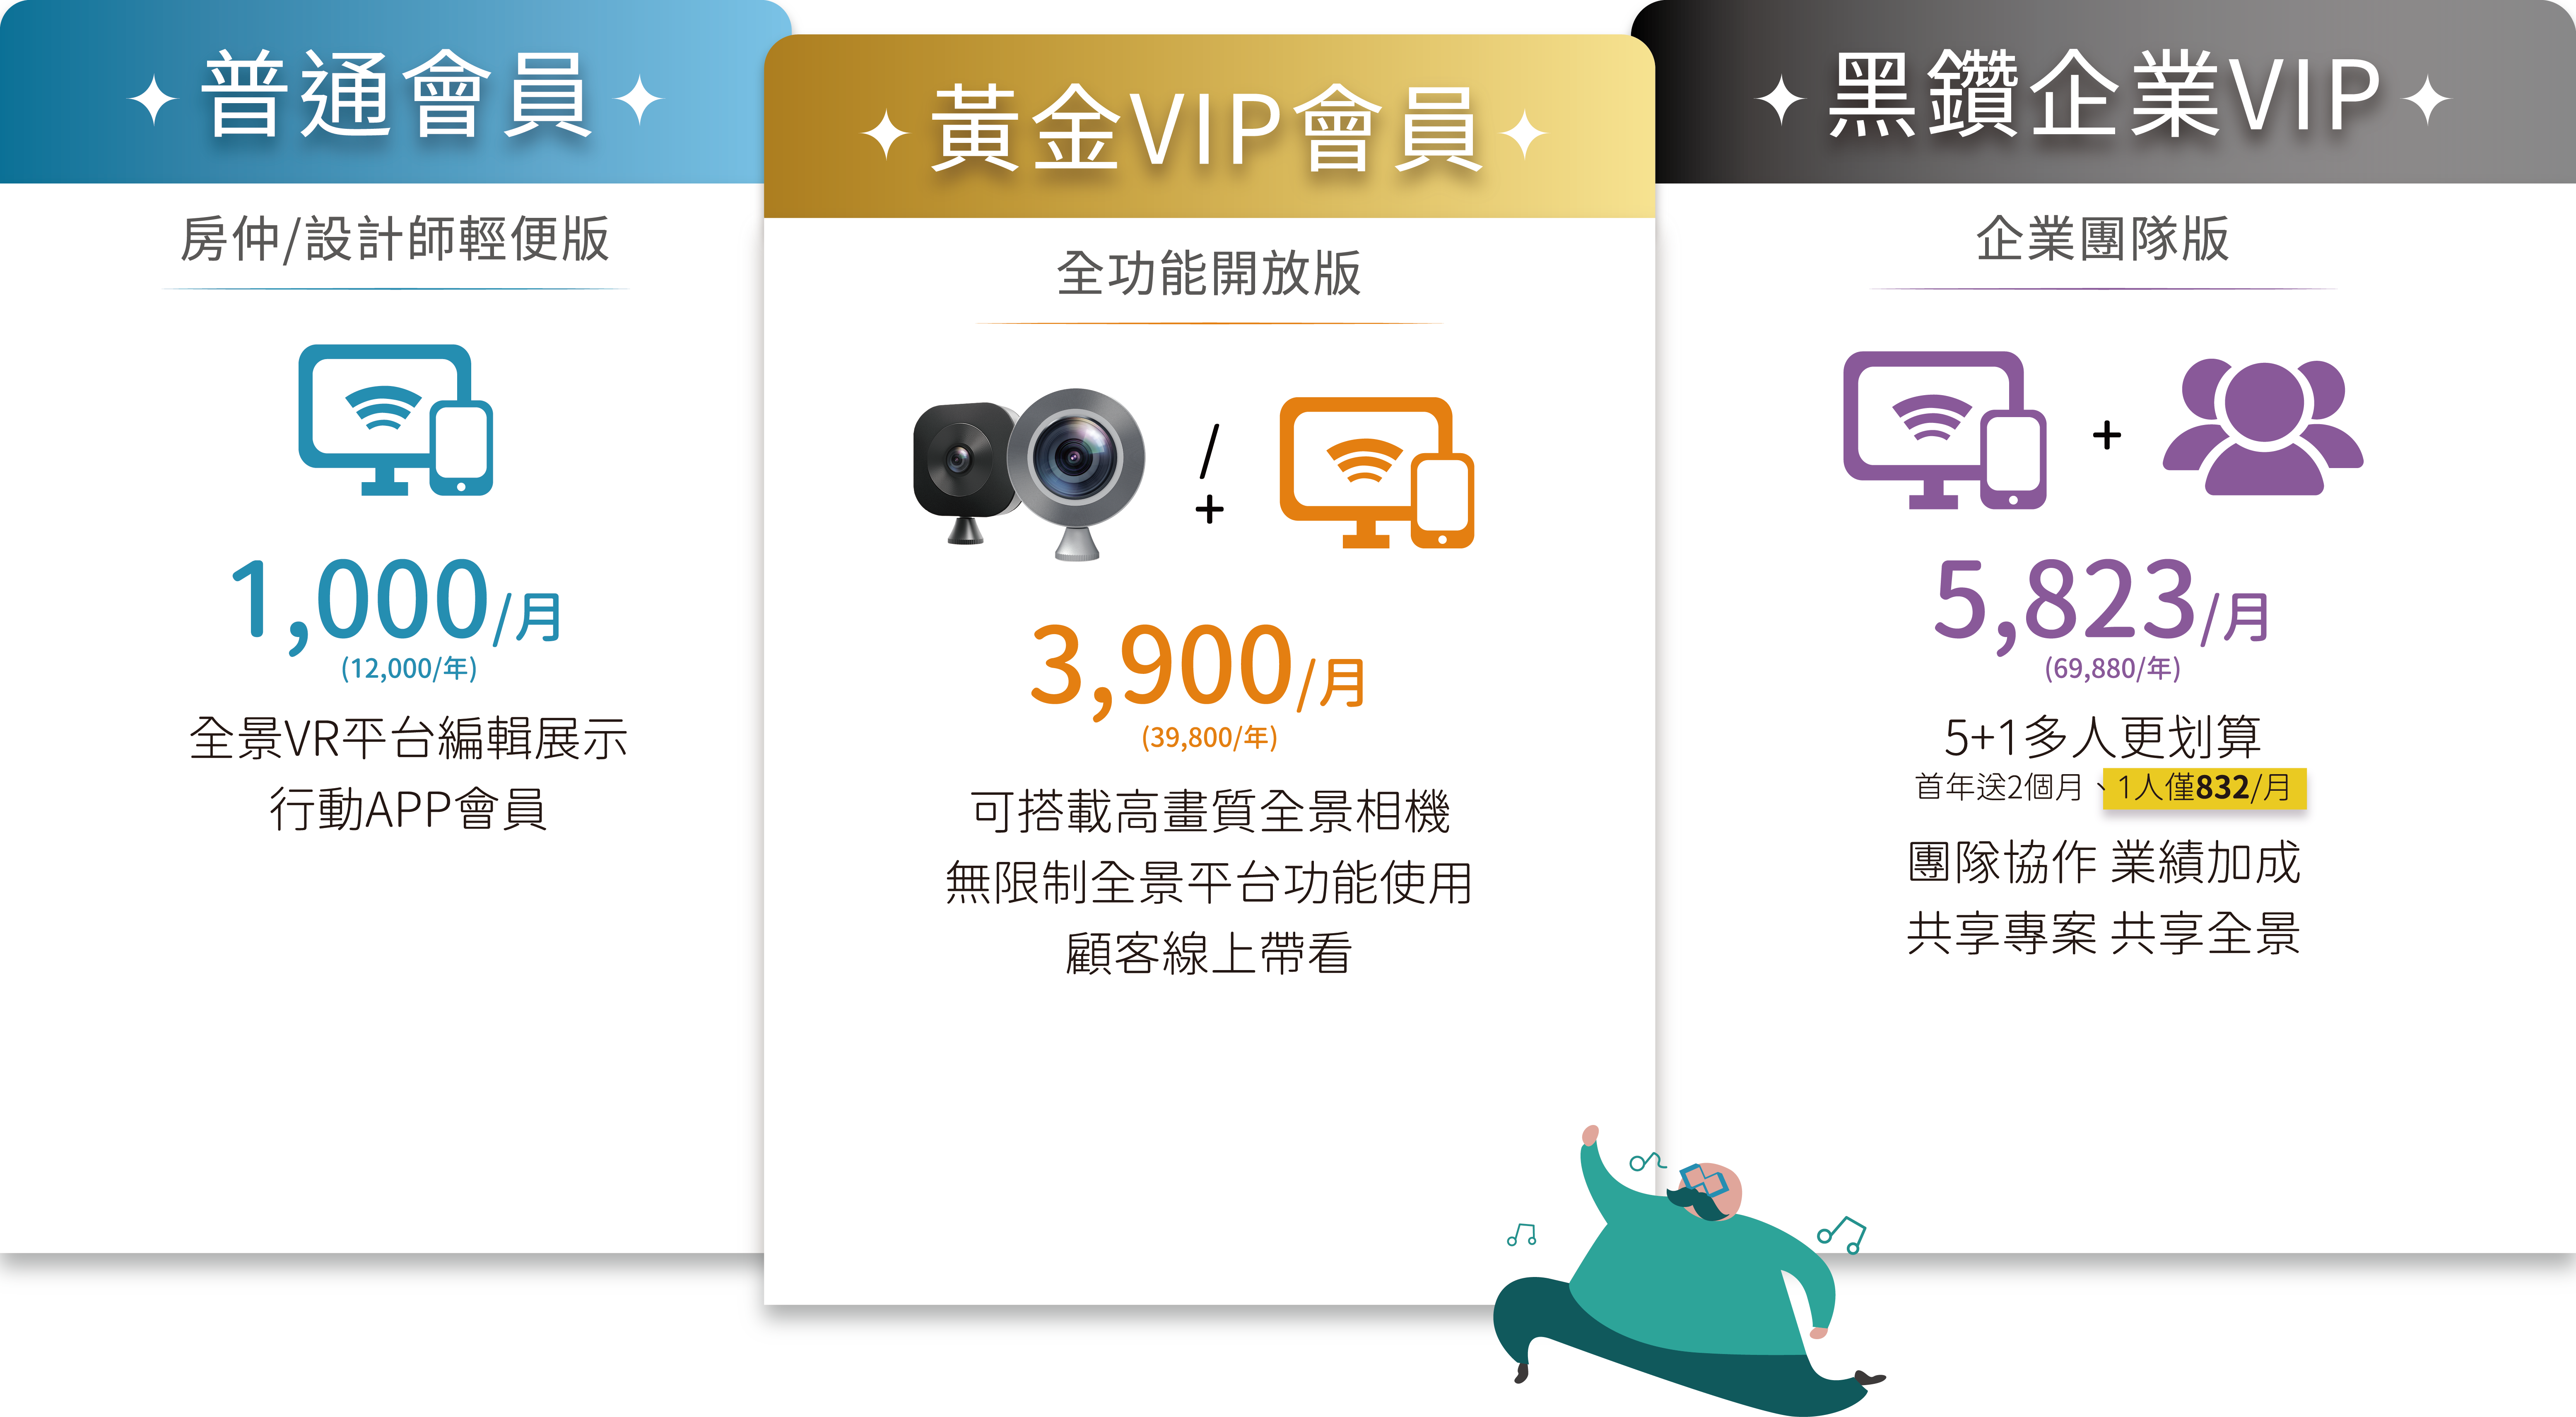 普通會員
房仲/設計師輕便版
1,000/月
(12,000/年)
全景VR平台編輯展示
行動APP會員
黃金VIP會員
全功能開放版
/
+
3,900/月
(39,800/年)
可搭載高畫質全景相機
無限制全景平台功能使用
顧客線上帶看
黑鑽企業VIP
企業團隊版
+
5,823/月
(69,880/年)
5+1多人更划算
首年送2個月、1人僅832/月
團隊協作 業績加成
共享專案 共享全景